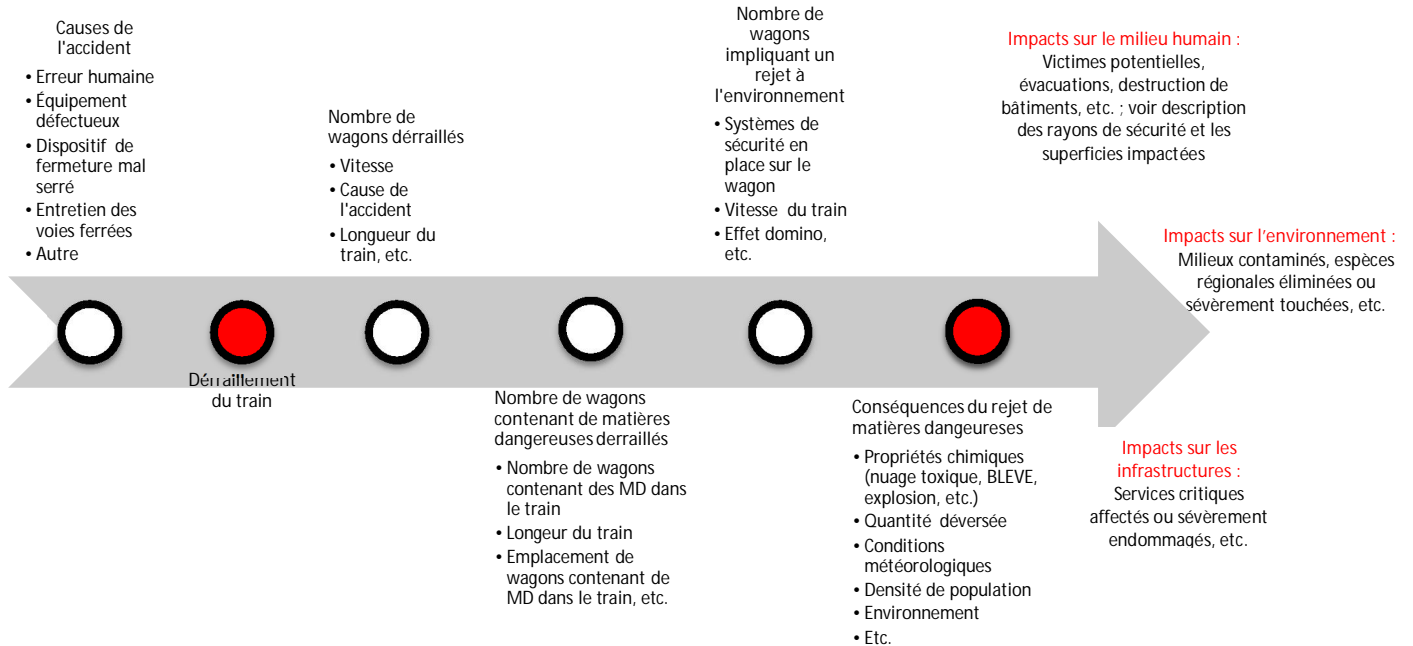 Causes de
l'accident
• Erreur humaine
• Équipement
défectueux
• Dispositif de
fermeture mal
serré
• Entretien des
voies ferrées
• Autre
Dérraillement
du train
Nombre de
wagons dérraillés
• Vitesse
• Cause de
l'accident
• Longueur du
train, etc.
Nombre de wagons
contenant de matières
dangereuses derraillés
• Nombre de wagons
contenant des MD dans
le train
• Longeur du train
• Emplacement de
wagons contenant de
MD dans le train, etc.
Nombre de
wagons
impliquant un
rejet à
l'environnement
• Systèmes de
sécurité en
place sur le
wagon
• Vitesse du train
• Effet domino,
etc.
Conséquences du rejet de
matières dangeureses
• Propriétés chimiques
(nuage toxique, BLEVE,
explosion, etc.)
• Quantité déversée
• Conditions
météorologiques
• Densité de population
• Environnement
• Etc.
Impacts sur le milieu humain :
Victimes potentielles,
évacuations, destruction de
bâtiments, etc. ; voir description
des rayons de sécurité et les
superficies impactées
Impacts sur l'environnement :
Milieux contaminés, espèces
régionales éliminées ou
sévèrement touchées, etc.
Impacts sur les
infrastructures :
Services critiques
affectés ou sévèrement
endommagés, etc.